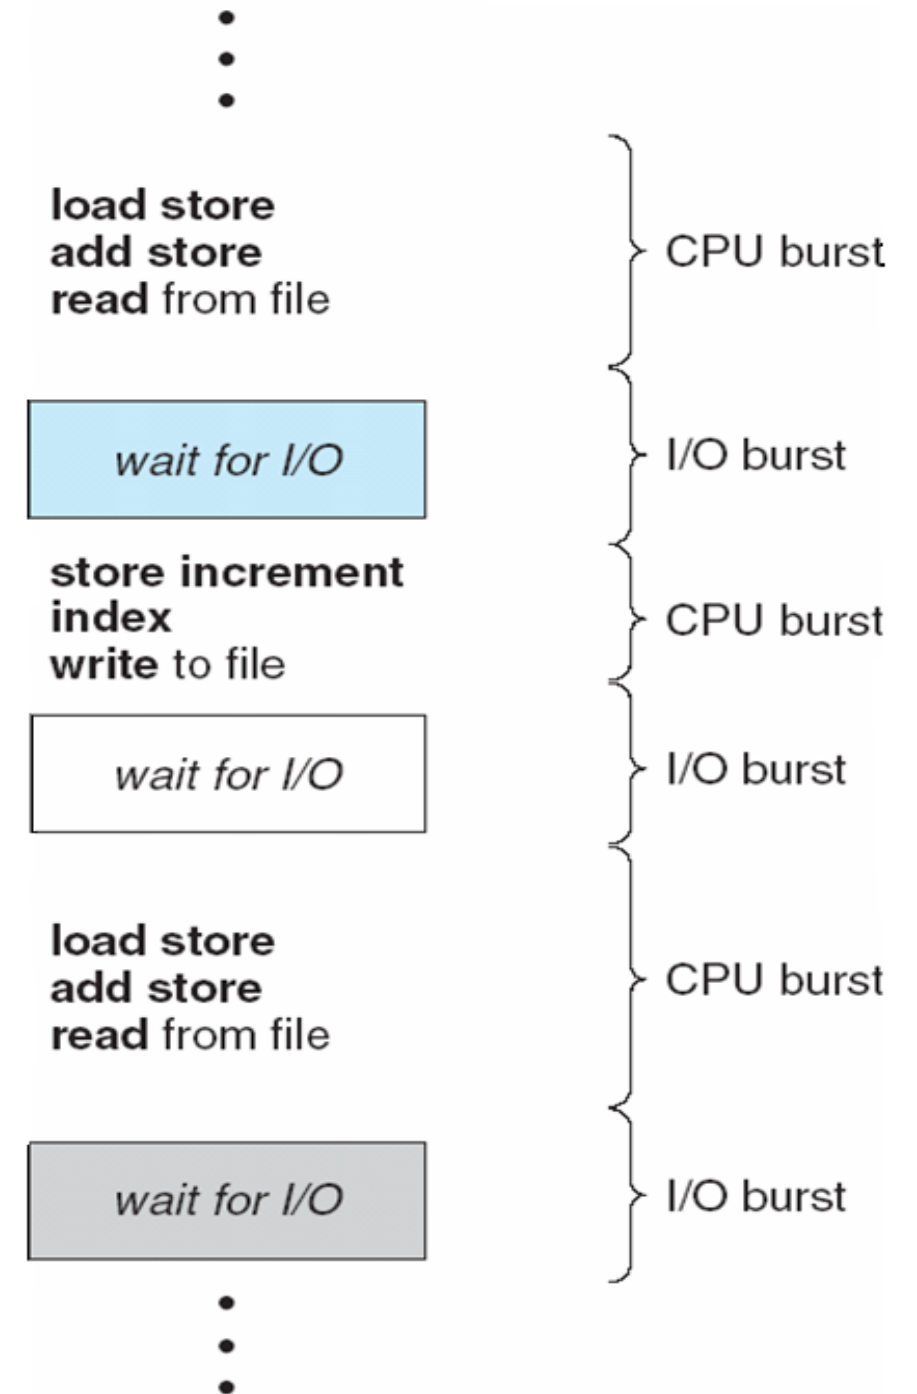 load store
add store
read from file
CPU burst
wait for I/O
I/O burst
store increment
index
write to file
CPU burst
wait for I/O
I/O burst
load store
add store
read from file
CPU burst
wait for I/O
I/O burst